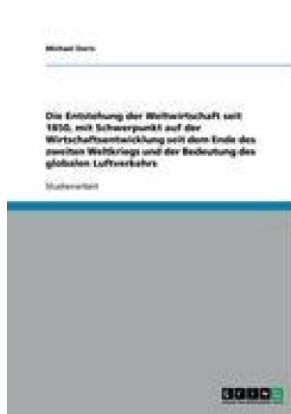 Michael
Die Entstehung der Weltwirtschaft seit
1850, mit Schwerpunkt auf der
Wirtschaftsentwicklung seit dem Ende des
zweiten Weltkriegs und der Bedeutung des
globalen Luftverkehrs
Studienarbeit
GRIN